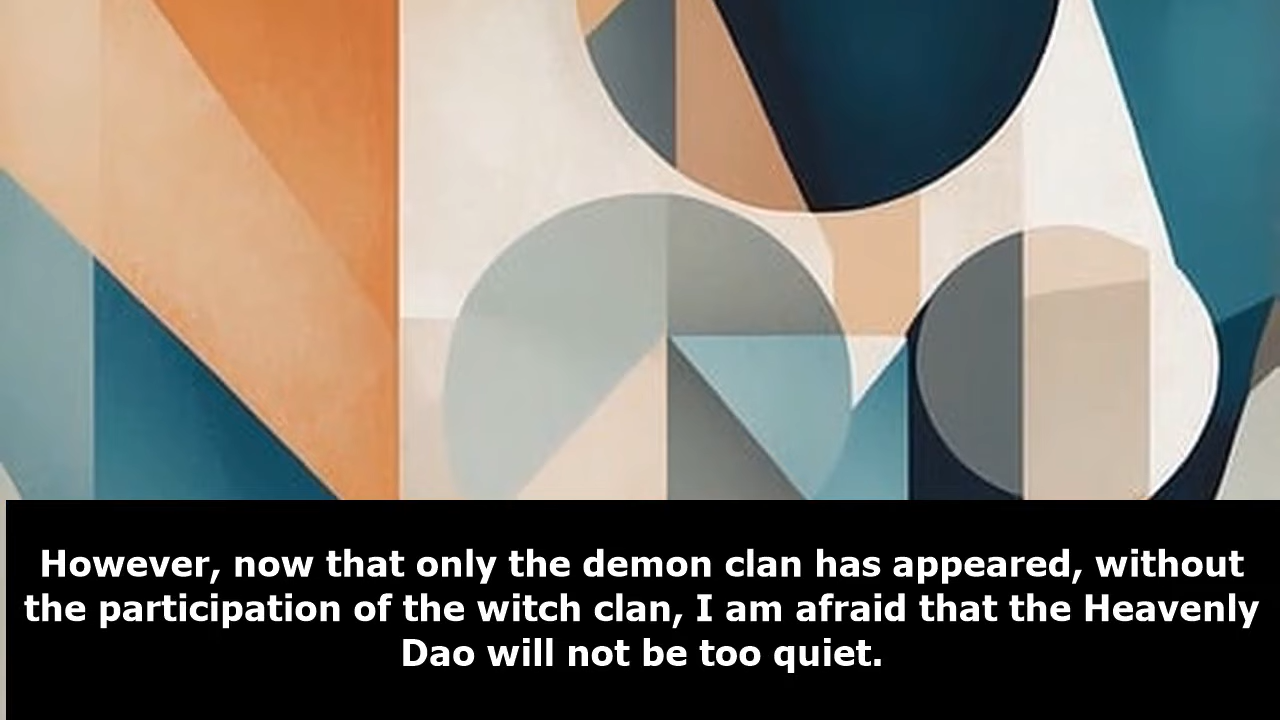 However, now that only the demon clan has appeared, without
the participation of the witch clan, I am afraid that the Heavenly
Dao will not be too quiet.